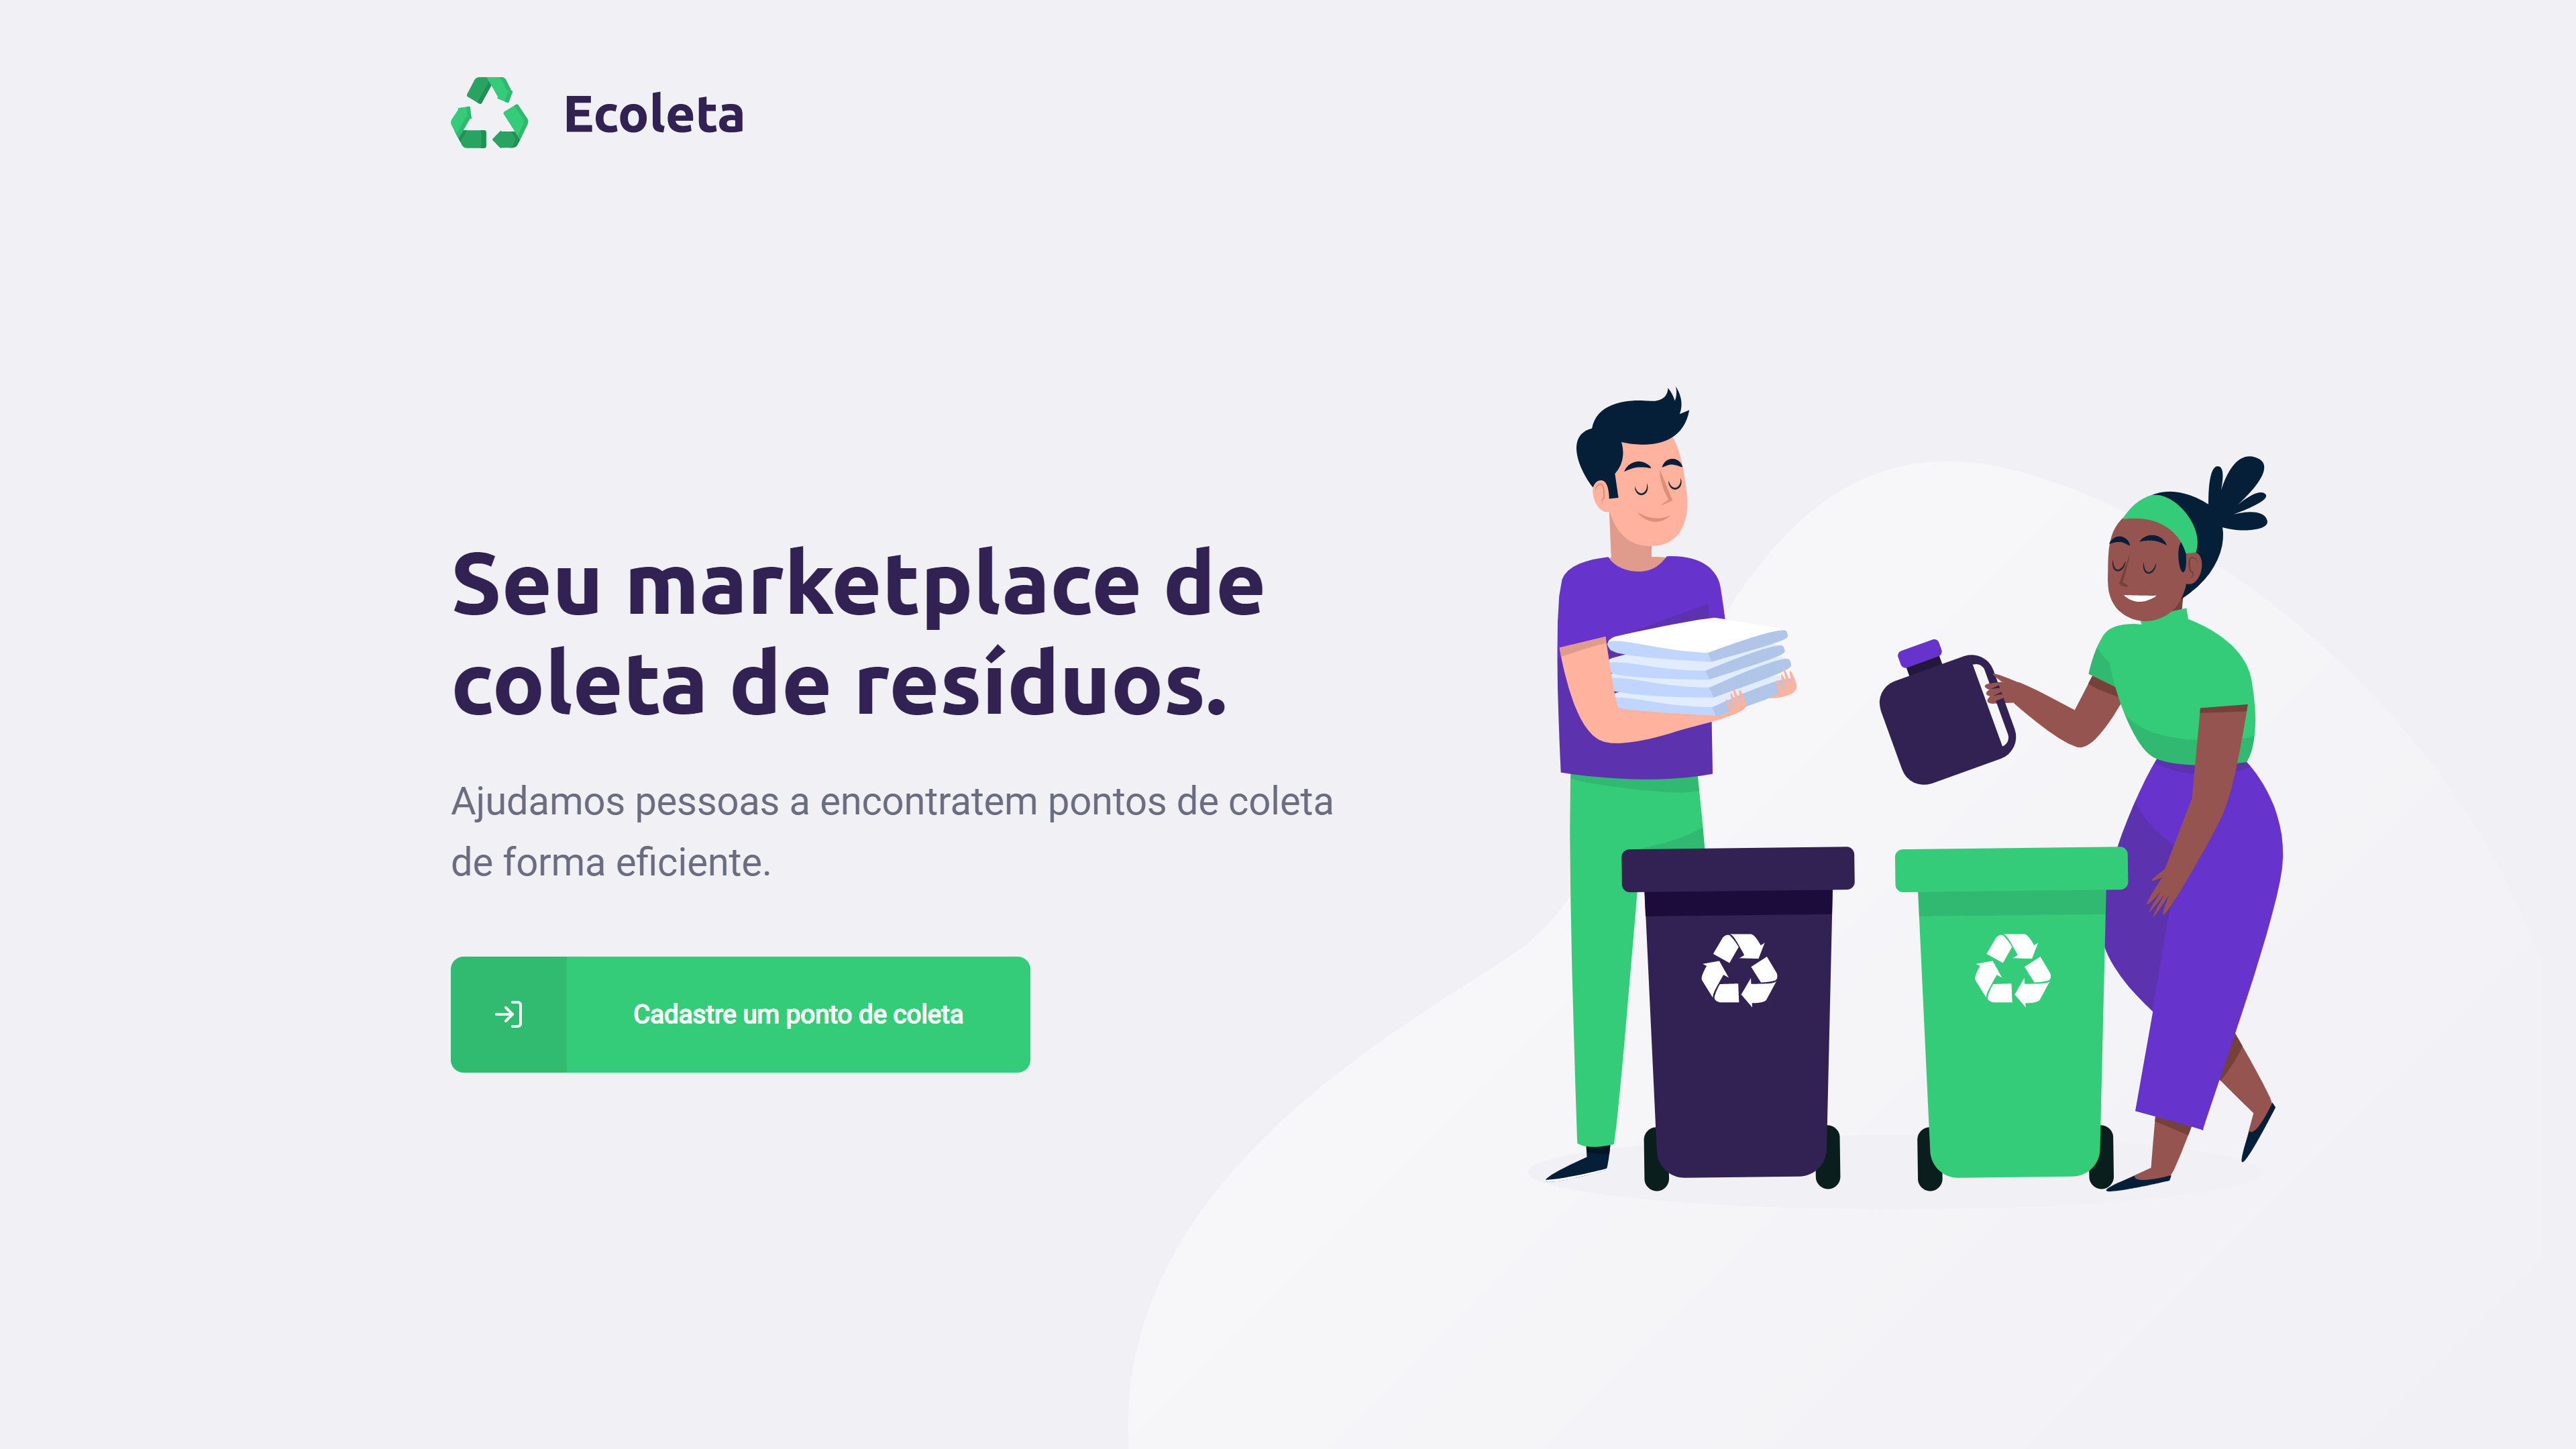 Ecoleta
Seu marketplace de
coleta de resíduos.
Ajudamos pessoas a encontratem pontos de coleta
de forma eficiente.
Cadastre um ponto de coleta